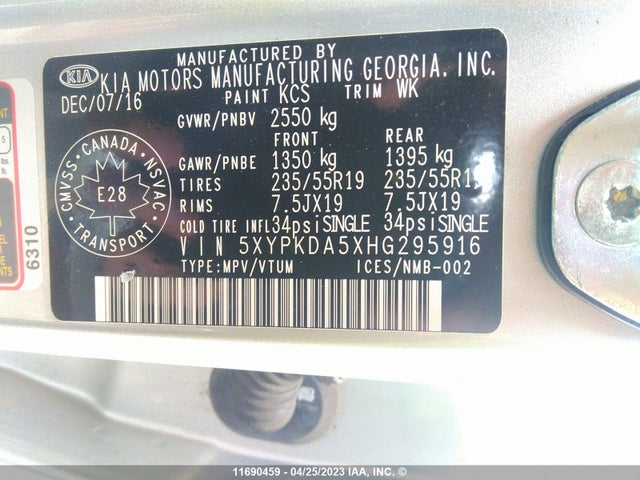 MANUFACTURED BY
KIA KIA MOTORS MANUFACTURING GEORGIA, INC.
DEC/07/16 PAINT KCS TRIM WK
GVWR/PNBV 2550 kg
FRONT REAR
GAWR/PNBE 1350 kg 1395 kg
TIRES 235/55R19 235/55R19
RIMS 7.5JX19 7.5JX19
COLD TIRE INFL 34psiSINGLE 34psiSINGLE
VIN 5XYPKDA5XHG295916
TYPE:MPV/VTUM ICES/NMB-002
CMVSS · CANADA · NSVAC
E28
TRANSPORT
6310
11690459 - 04/25/2023 IAA, INC. ©